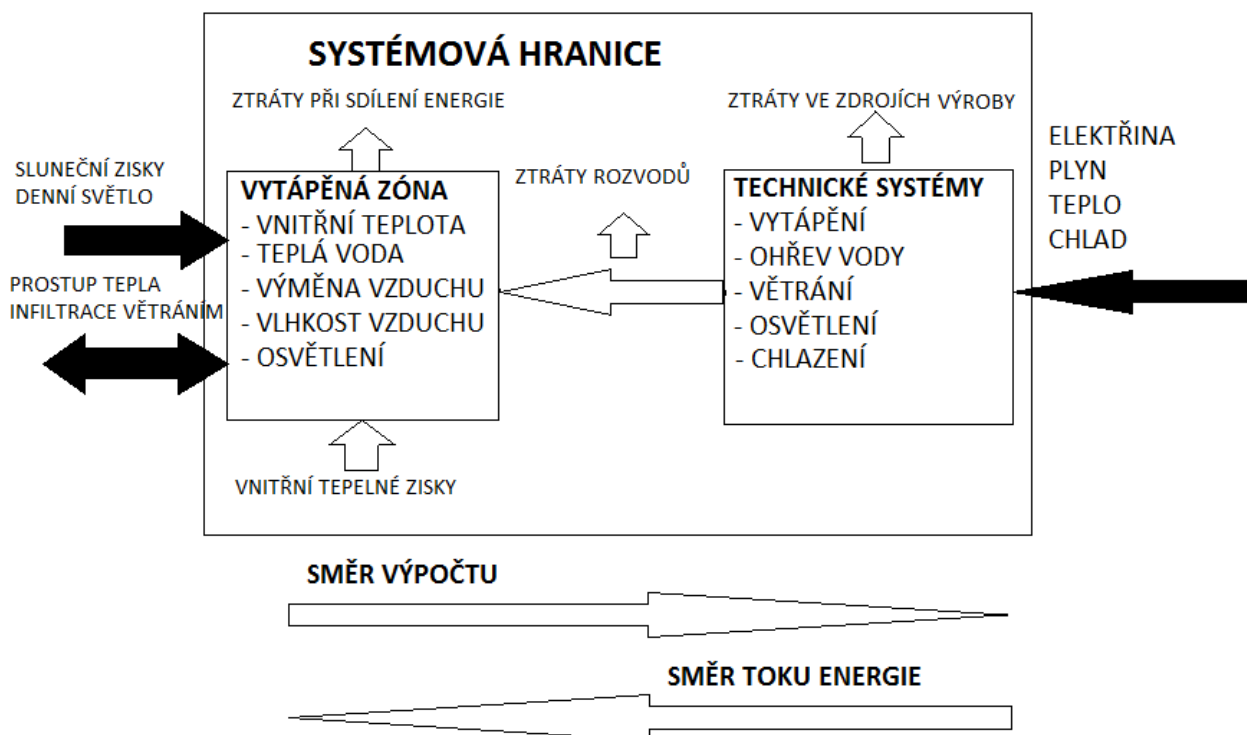 SYSTÉMOVÁ HRANICE
ZTRÁTY PŘI SDÍLENÍ ENERGIE
ZTRÁTY VE ZDROJÍCH VÝROBY
ELEKTŘINA
PLYN
TEPLO
CHLAD
SLUNEČNÍ ZISKY
DENNÍ SVĚTLO
PROSTUP TEPLA
INFILTRACE VĚTRÁNÍM
VYTÁPĚNÁ ZÓNA
- VNITŘNÍ TEPLOTA
- TEPLÁ VODA
- VÝMĚNA VZDUCHU
- VLHKOST VZDUCHU
- OSVĚTLENÍ
ZTRÁTY ROZVODŮ
TECHNICKÉ SYSTÉMY
- VYTÁPĚNÍ
- OHŘEV VODY
- VĚTRÁNÍ
- OSVĚTLENÍ
- CHLAZENÍ
VNITŘNÍ TEPELNÉ ZISKY
SMĚR VÝPOČTU
SMĚR TOKU ENERGIE